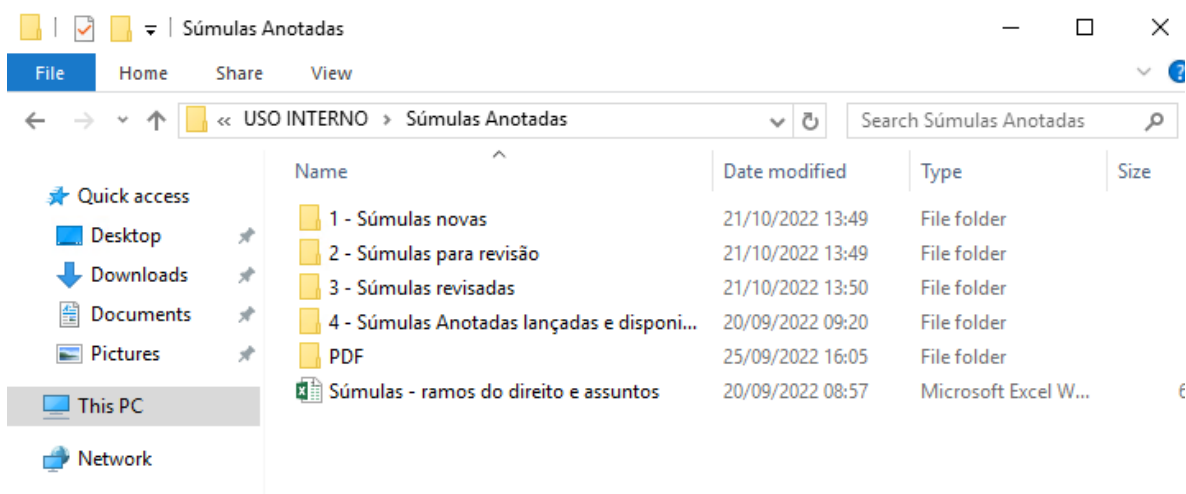 Súmulas Anotadas
File Home Share View ?
« USO INTERNO > Súmulas Anotadas Search Súmulas Anotadas
Name Date modified Type Size
Quick access
Desktop
Downloads
Documents
Pictures
This PC
Network
1 - Súmulas novas 21/10/2022 13:49 File folder
2 - Súmulas para revisão 21/10/2022 13:49 File folder
3 - Súmulas revisadas 21/10/2022 13:50 File folder
4 - Súmulas Anotadas lançadas e disponi... 20/09/2022 09:20 File folder
PDF 25/09/2022 16:05 File folder
Súmulas - ramos do direito e assuntos 20/09/2022 08:57 Microsoft Excel W...